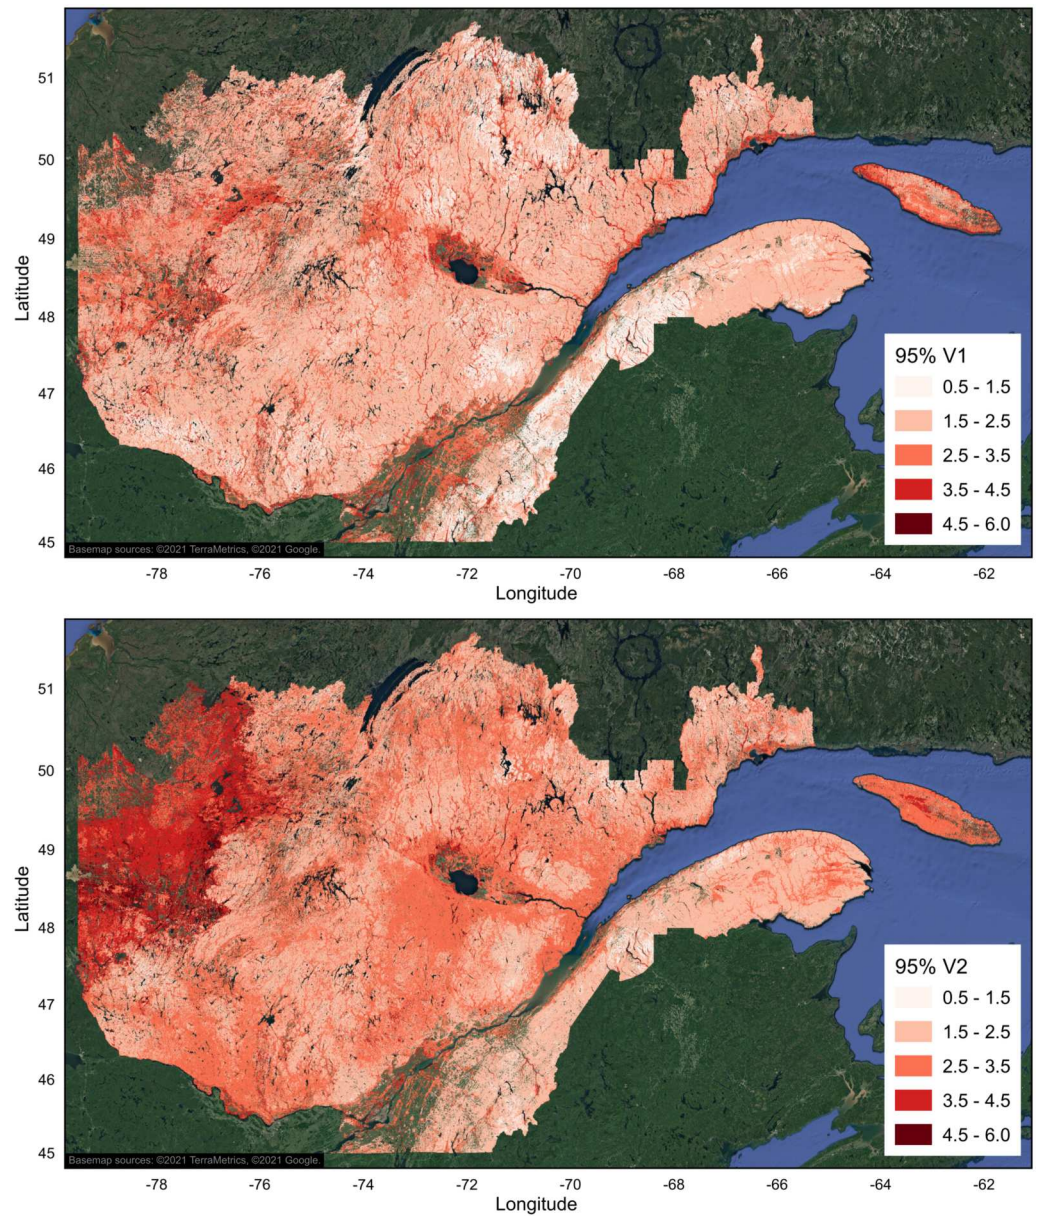 51
50
49
48
47
46
45
Latitude
95% V1
0.5 - 1.5
1.5 - 2.5
2.5 - 3.5
3.5 - 4.5
4.5 - 6.0
Basemap sources: ©2021 TerraMetrics, ©2021 Google.
-78 -76 -74 -72 -70 -68 -66 -64 -62
Longitude
51
50
49
48
47
46
45
Latitude
95% V2
0.5 - 1.5
1.5 - 2.5
2.5 - 3.5
3.5 - 4.5
4.5 - 6.0
Basemap sources: ©2021 TerraMetrics, ©2021 Google.
-78 -76 -74 -72 -70 -68 -66 -64 -62
Longitude